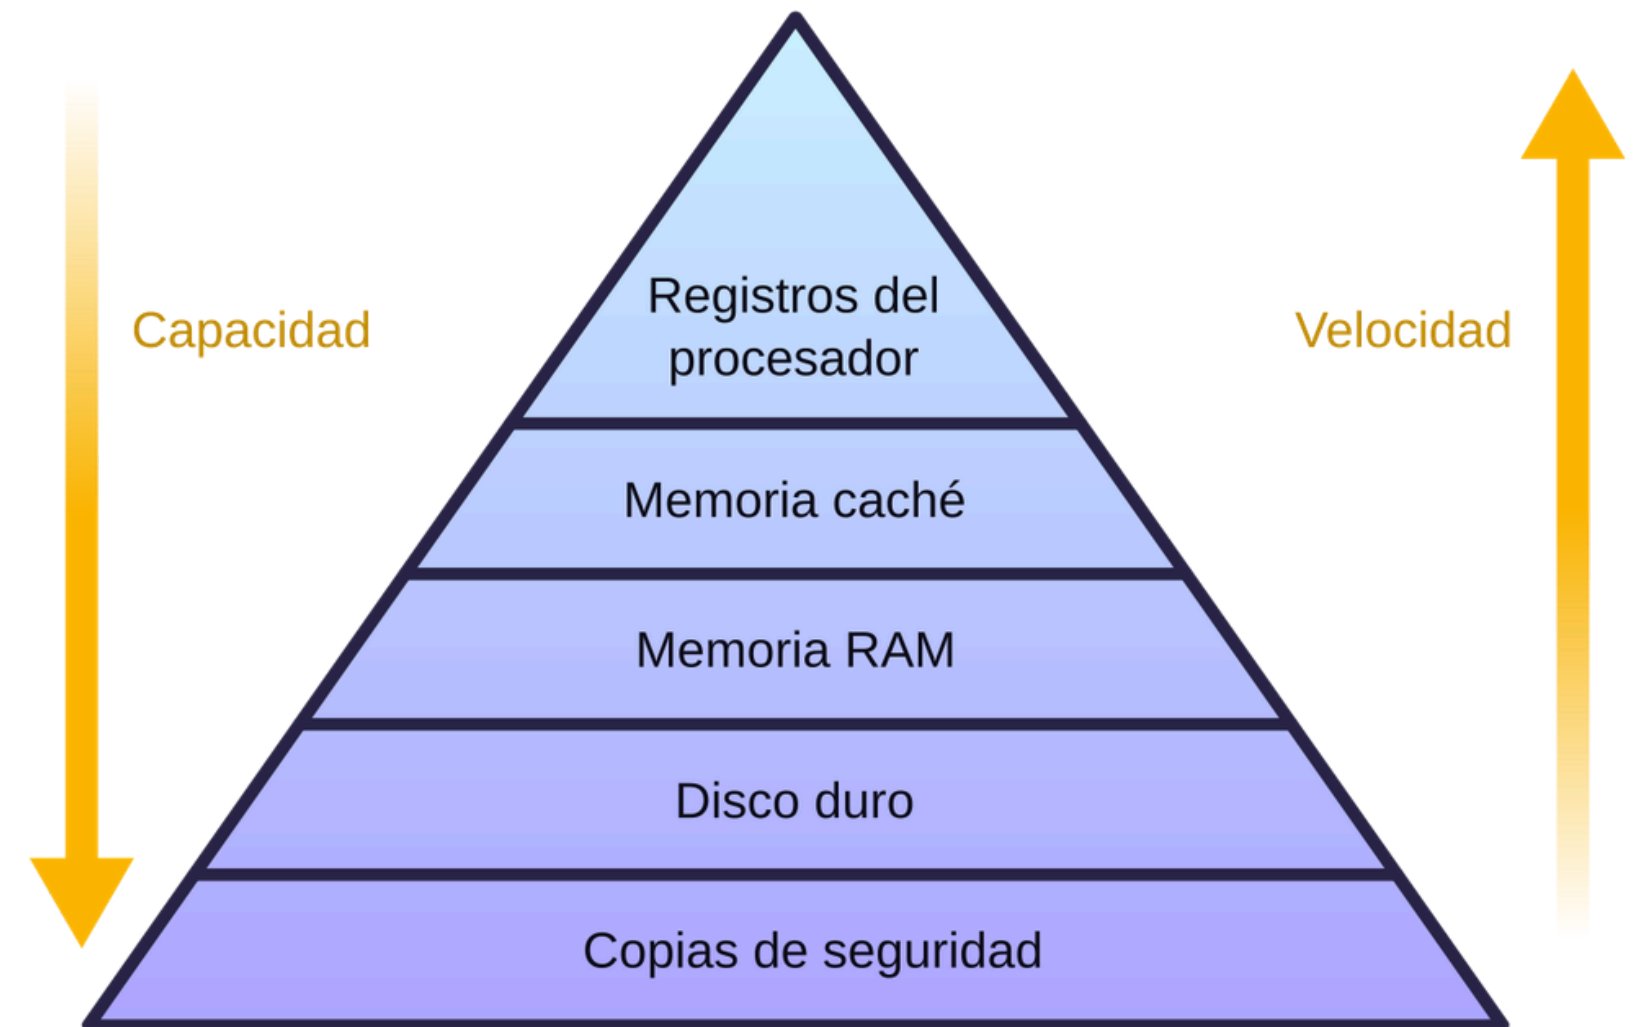 Registros del
procesador
Capacidad
Velocidad
Memoria caché
Memoria RAM
Disco duro
Copias de seguridad